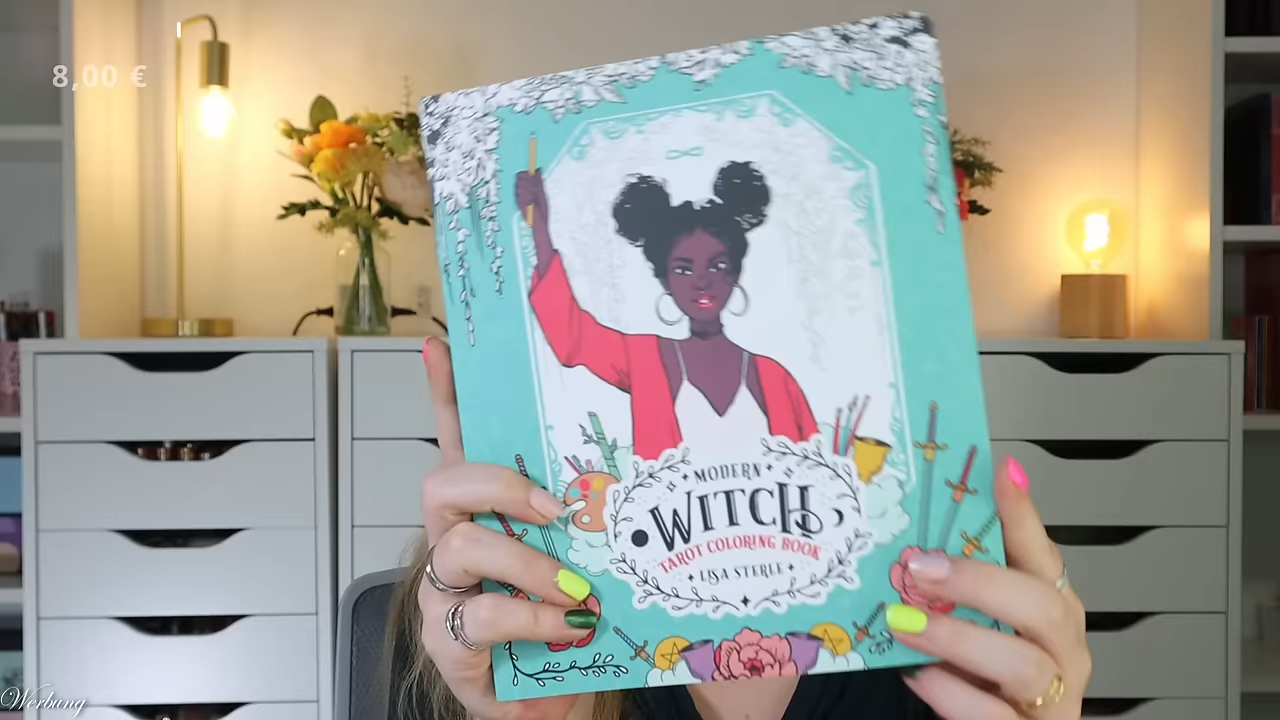 8,00 €
MODERN
WITCH
TAROT COLORING BOOK
LISA STERLE
Werbung